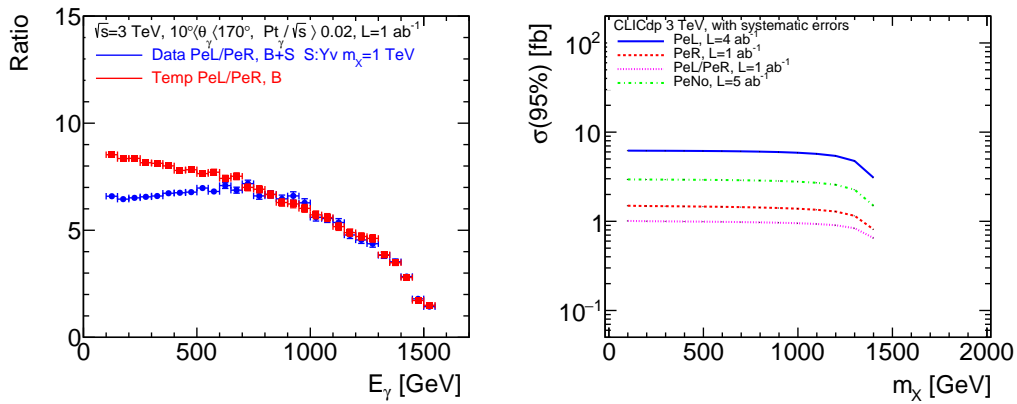 √s=3 TeV, 10°⟨θγ⟨170°, Ptγ/√s ⟩ 0.02, L=1 ab⁻¹
Data PeL/PeR, B+S S:Yv mX=1 TeV
Temp PeL/PeR, B
Ratio
15
10
5
0
0 500 1000 1500
Eγ [GeV]
CLICdp 3 TeV, with systematic errors
PeL, L=4 ab⁻¹
PeR, L=1 ab⁻¹
PeL/PeR, L=1 ab⁻¹
PeNo, L=5 ab⁻¹
σ(95%) [fb]
10²
10
1
10⁻¹
0 500 1000 1500 2000
mX [GeV]